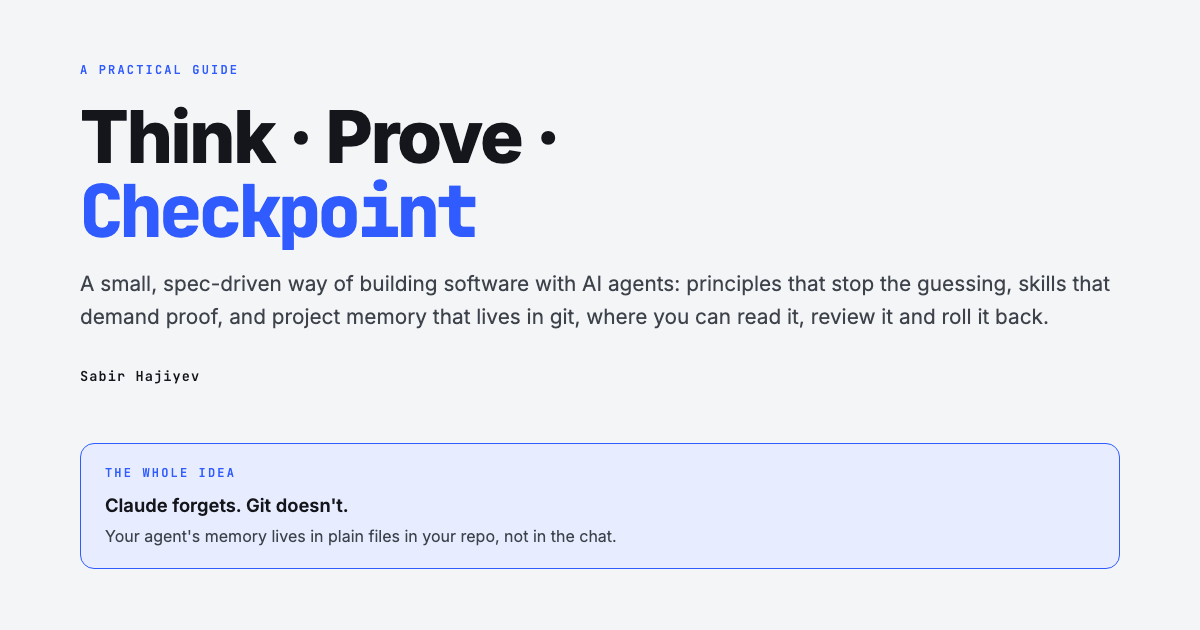 A PRACTICAL GUIDE
Think · Prove ·
Checkpoint
A small, spec-driven way of building software with AI agents: principles that stop the guessing, skills that
demand proof, and project memory that lives in git, where you can read it, review it and roll it back.
Sabir Hajiyev
THE WHOLE IDEA
Claude forgets. Git doesn't.
Your agent's memory lives in plain files in your repo, not in the chat.